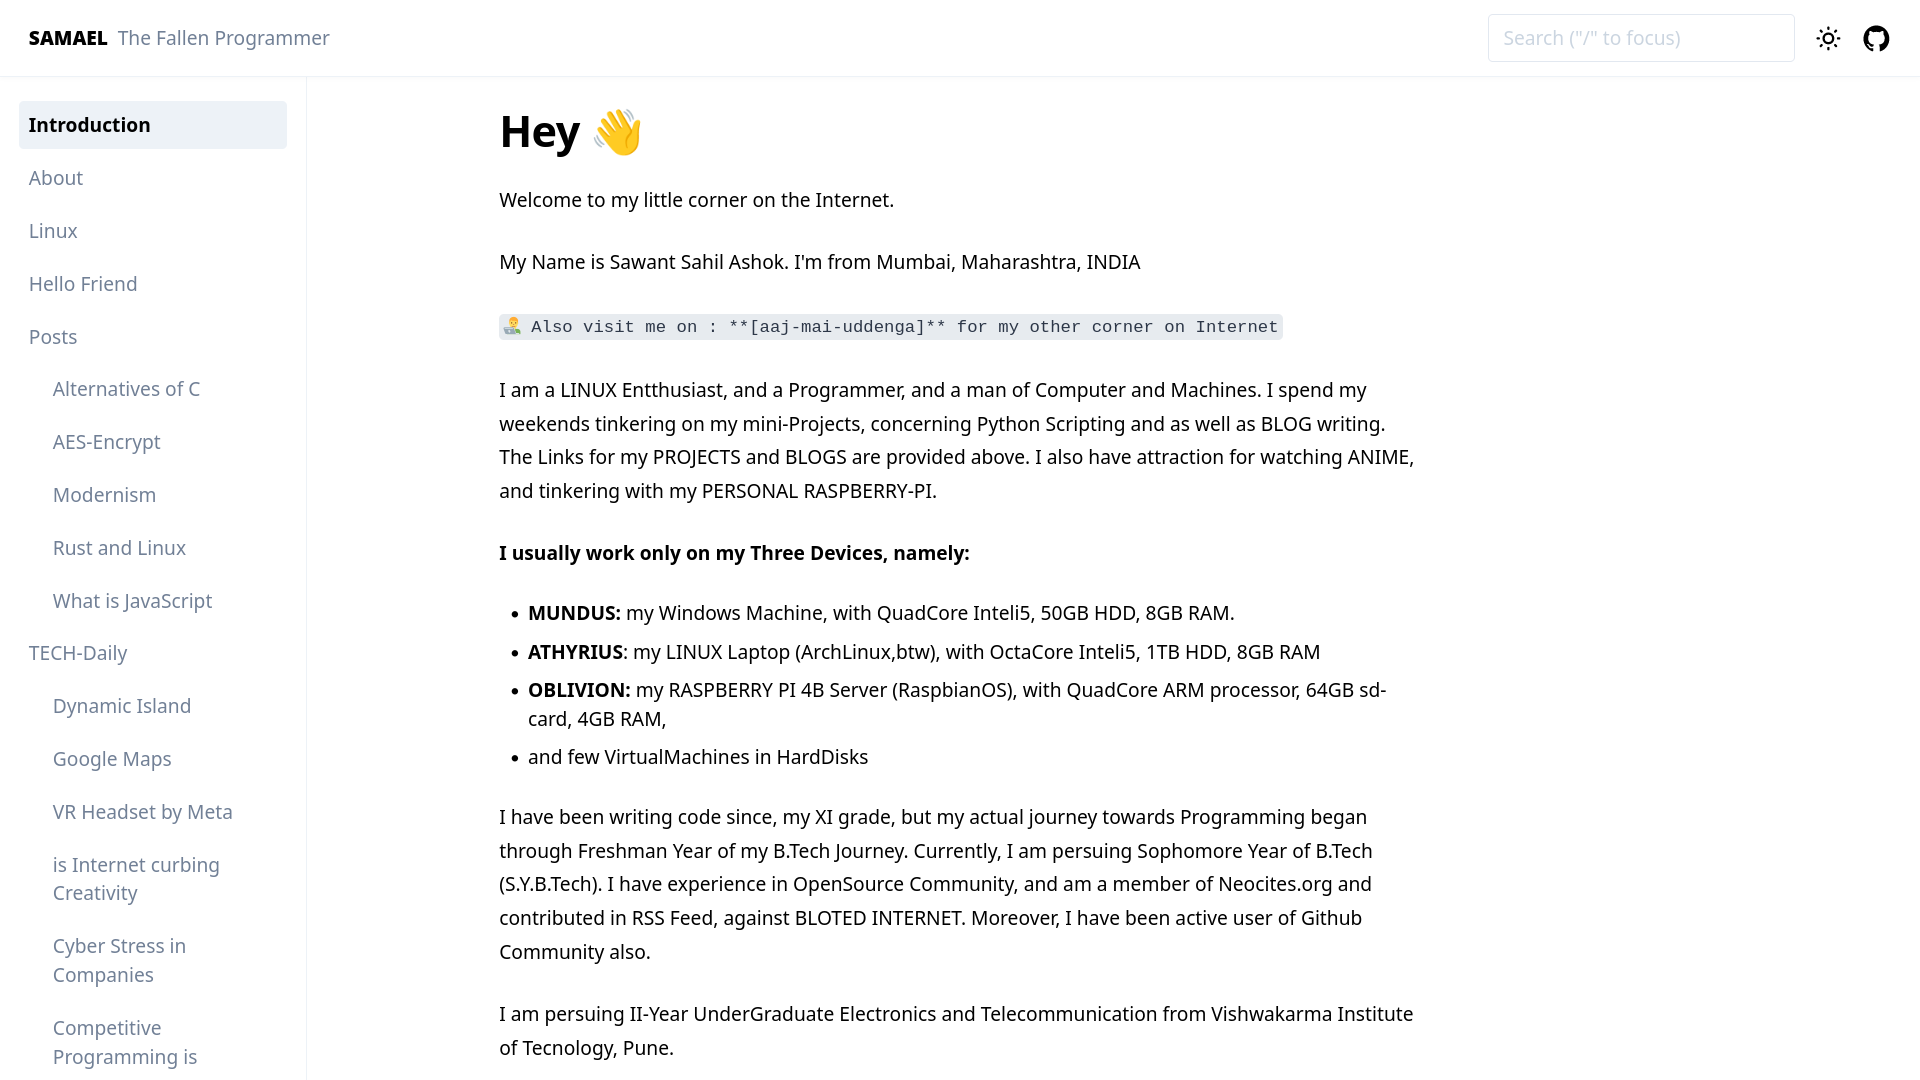 SAMAEL The Fallen Programmer
Search ("/" to focus)
Introduction
About
Linux
Hello Friend
Posts
Alternatives of C
AES-Encrypt
Modernism
Rust and Linux
What is JavaScript
TECH-Daily
Dynamic Island
Google Maps
VR Headset by Meta
is Internet curbing
Creativity
Cyber Stress in
Companies
Competitive
Programming is
Hey 👋
Welcome to my little corner on the Internet.
My Name is Sawant Sahil Ashok. I'm from Mumbai, Maharashtra, INDIA
👨‍💻 Also visit me on : **[aaj-mai-uddenga]** for my other corner on Internet
I am a LINUX Entthusiast, and a Programmer, and a man of Computer and Machines. I spend my
weekends tinkering on my mini-Projects, concerning Python Scripting and as well as BLOG writing.
The Links for my PROJECTS and BLOGS are provided above. I also have attraction for watching ANIME,
and tinkering with my PERSONAL RASPBERRY-PI.
I usually work only on my Three Devices, namely:
• MUNDUS: my Windows Machine, with QuadCore Inteli5, 50GB HDD, 8GB RAM.
• ATHYRIUS: my LINUX Laptop (ArchLinux,btw), with OctaCore Inteli5, 1TB HDD, 8GB RAM
• OBLIVION: my RASPBERRY PI 4B Server (RaspbianOS), with QuadCore ARM processor, 64GB sd-
card, 4GB RAM,
• and few VirtualMachines in HardDisks
I have been writing code since, my XI grade, but my actual journey towards Programming began
through Freshman Year of my B.Tech Journey. Currently, I am persuing Sophomore Year of B.Tech
(S.Y.B.Tech). I have experience in OpenSource Community, and am a member of Neocites.org and
contributed in RSS Feed, against BLOTED INTERNET. Moreover, I have been active user of Github
Community also.
I am persuing II-Year UnderGraduate Electronics and Telecommunication from Vishwakarma Institute
of Tecnology, Pune.